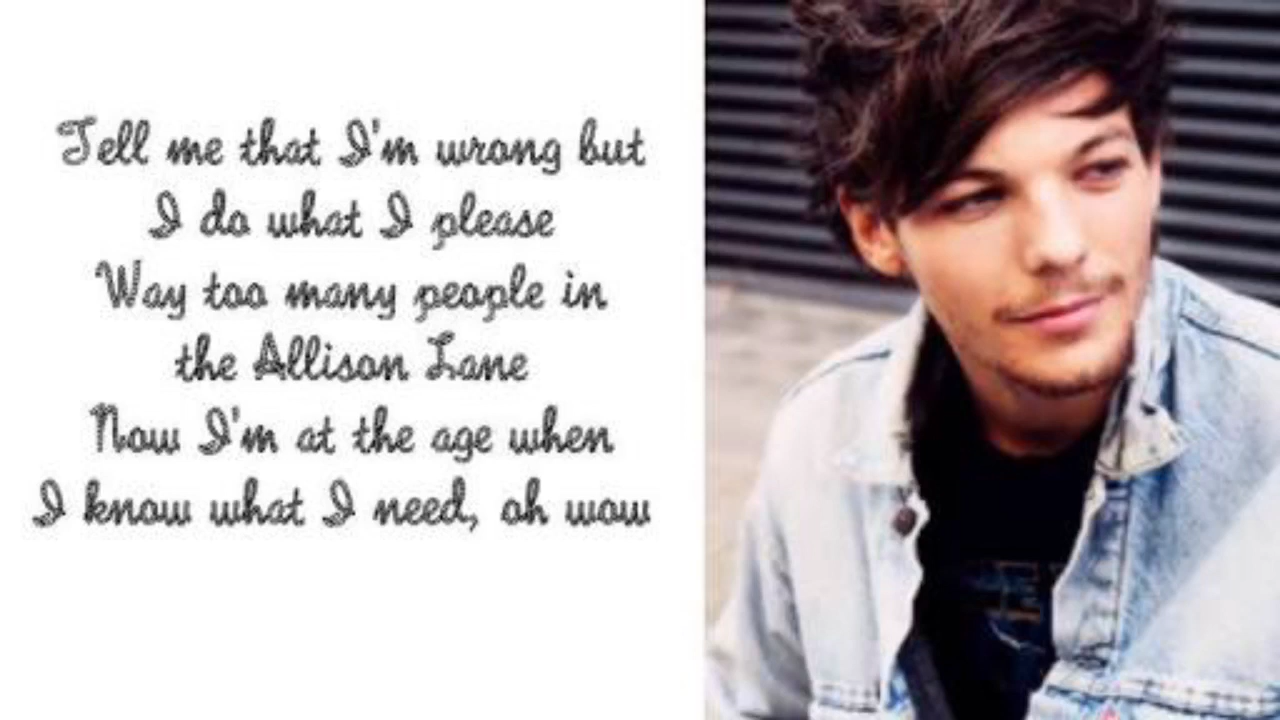 Tell me that I'm wrong but
I do what I please
Way too many people in
the Allison Lane
Now I'm at the age when
I know what I need, oh wow